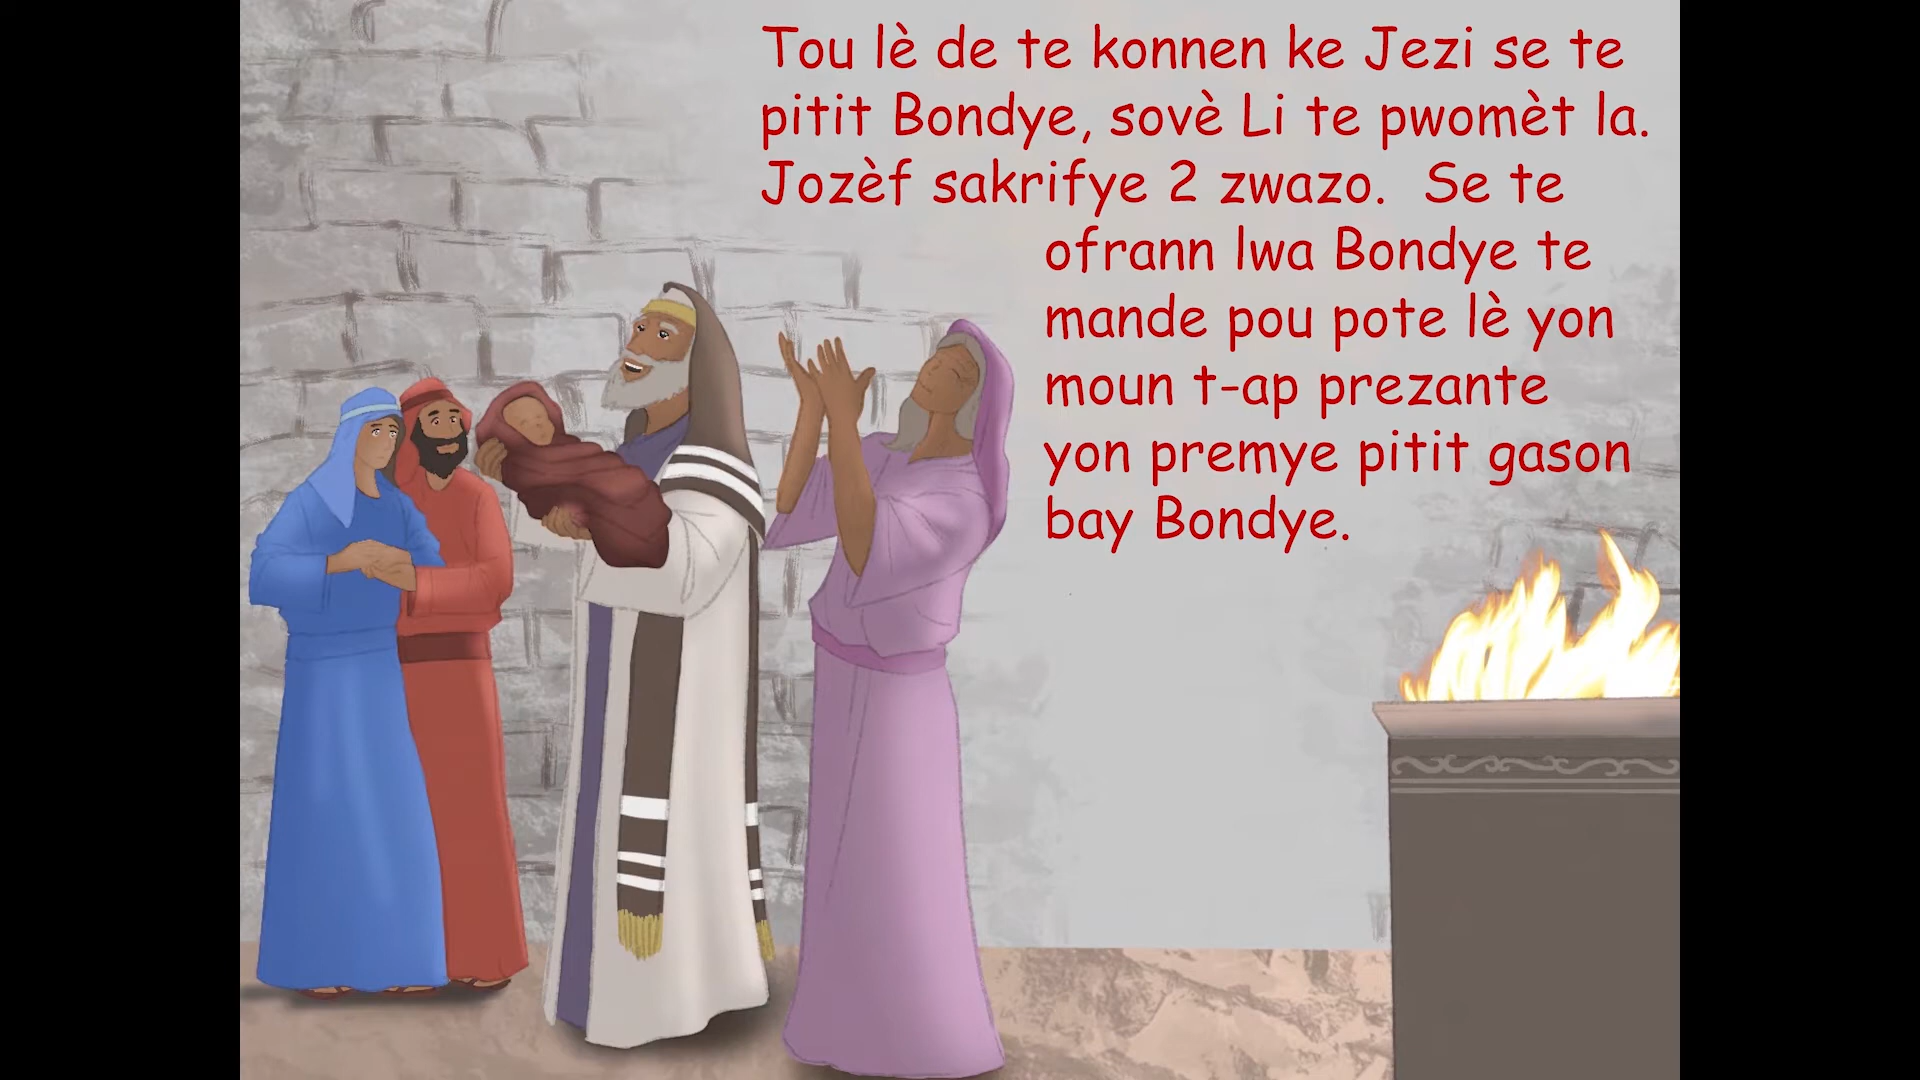 Tou lè de te konnen ke Jezi se te
pitit Bondye, sovè Li te pwomèt la.
Jozèf sakrifye 2 zwazo. Se te
ofrann lwa Bondye te
mande pou pote lè yon
moun t-ap prezante
yon premye pitit gason
bay Bondye.